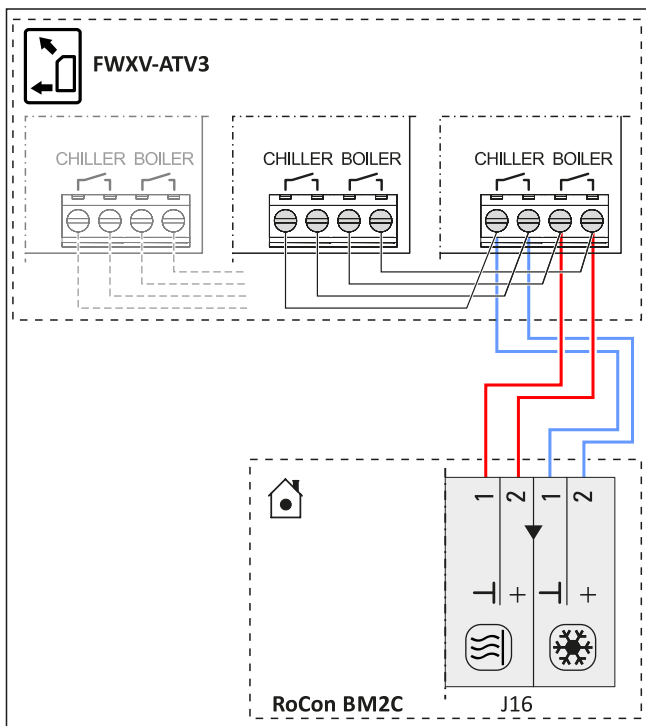 FWXV-ATV3
CHILLER BOILER
CHILLER BOILER
CHILLER BOILER
1 2 1 2
+ +
RoCon BM2C
J16